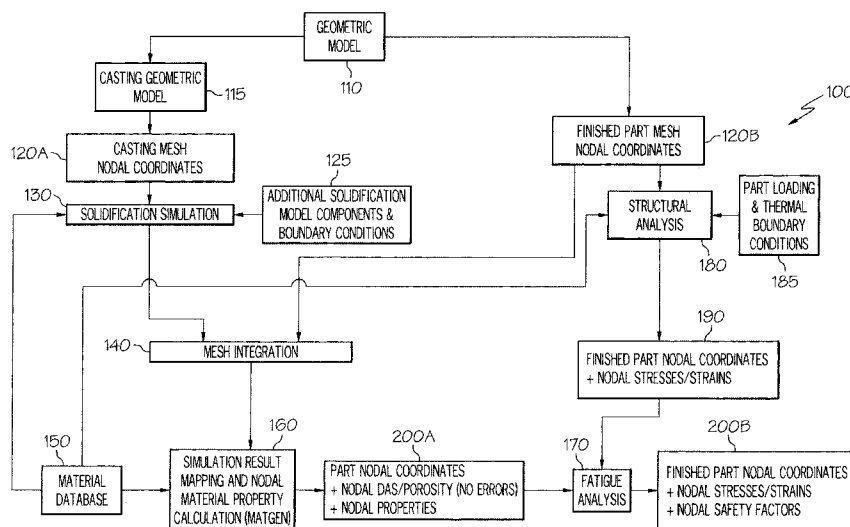 GEOMETRIC
MODEL
110
CASTING GEOMETRIC
MODEL
115
100
120A
CASTING MESH
NODAL COORDINATES
FINISHED PART MESH
NODAL COORDINATES
120B
125
130
SOLIDIFICATION SIMULATION
ADDITIONAL SOLIDIFICATION
MODEL COMPONENTS &
BOUNDARY CONDITIONS
STRUCTURAL
ANALYSIS
180
PART LOADING
& THERMAL
BOUNDARY
CONDITIONS
185
140
MESH INTEGRATION
190
FINISHED PART NODAL COORDINATES
+ NODAL STRESSES/STRAINS
150
MATERIAL
DATABASE
160
SIMULATION RESULT
MAPPING AND NODAL
MATERIAL PROPERTY
CALCULATION (MATGEN)
200A
PART NODAL COORDINATES
+ NODAL DAS/POROSITY (NO ERRORS)
+ NODAL PROPERTIES
170
FATIGUE
ANALYSIS
200B
FINISHED PART NODAL COORDINATES
+ NODAL STRESSES/STRAINS
+ NODAL SAFETY FACTORS